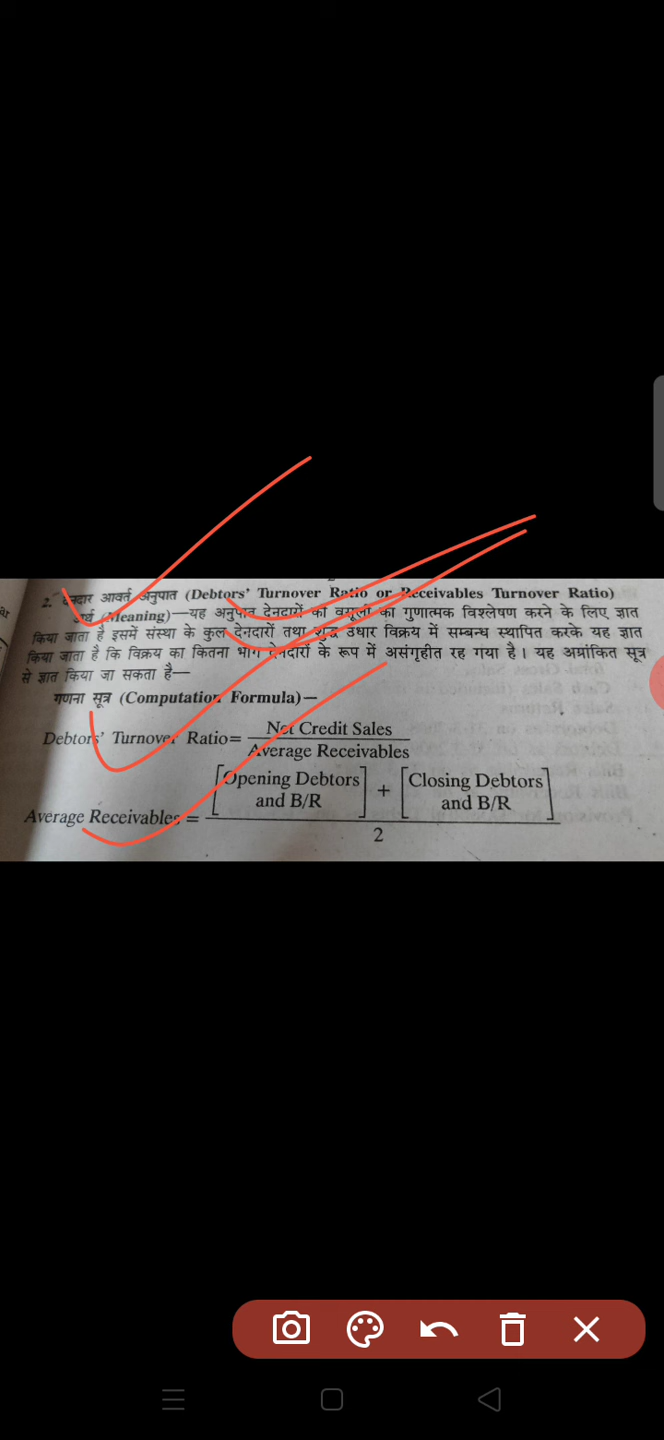 2. देनदार आवर्त अनुपात (Debtors' Turnover Ratio or Receivables Turnover Ratio)
अर्थ (Meaning)—यह अनुपात देनदारों की वसूली का गुणात्मक विश्लेषण करने के लिए ज्ञात
किया जाता है इसमें संस्था के कुल देनदारों तथा शुद्ध उधार विक्रय में सम्बन्ध स्थापित करके यह ज्ञात
किया जाता है कि विक्रय का कितना भाग देनदारों के रूप में असंगृहीत रह गया है। यह अग्रांकित सूत्र
से ज्ञात किया जा सकता है—
गणना सूत्र (Computation Formula)—
Debtors' Turnover Ratio= Net Credit Sales
Average Receivables
Average Receivables = [Opening Debtors and B/R] + [Closing Debtors and B/R]
2